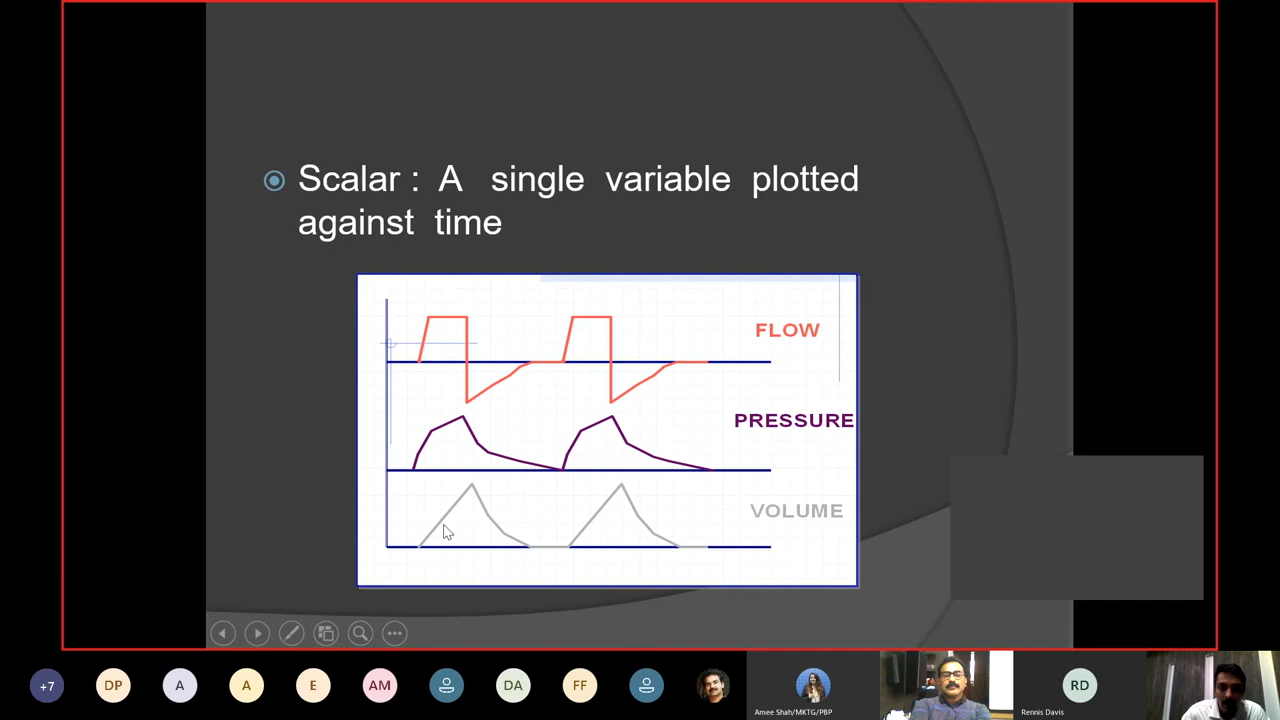 Scalar : A single variable plotted
against time
FLOW
PRESSURE
VOLUME
+7
DP
A
A
E
AM
DA
FF
Amee Shah/MKTG/PBP
RD
Rennis Davis